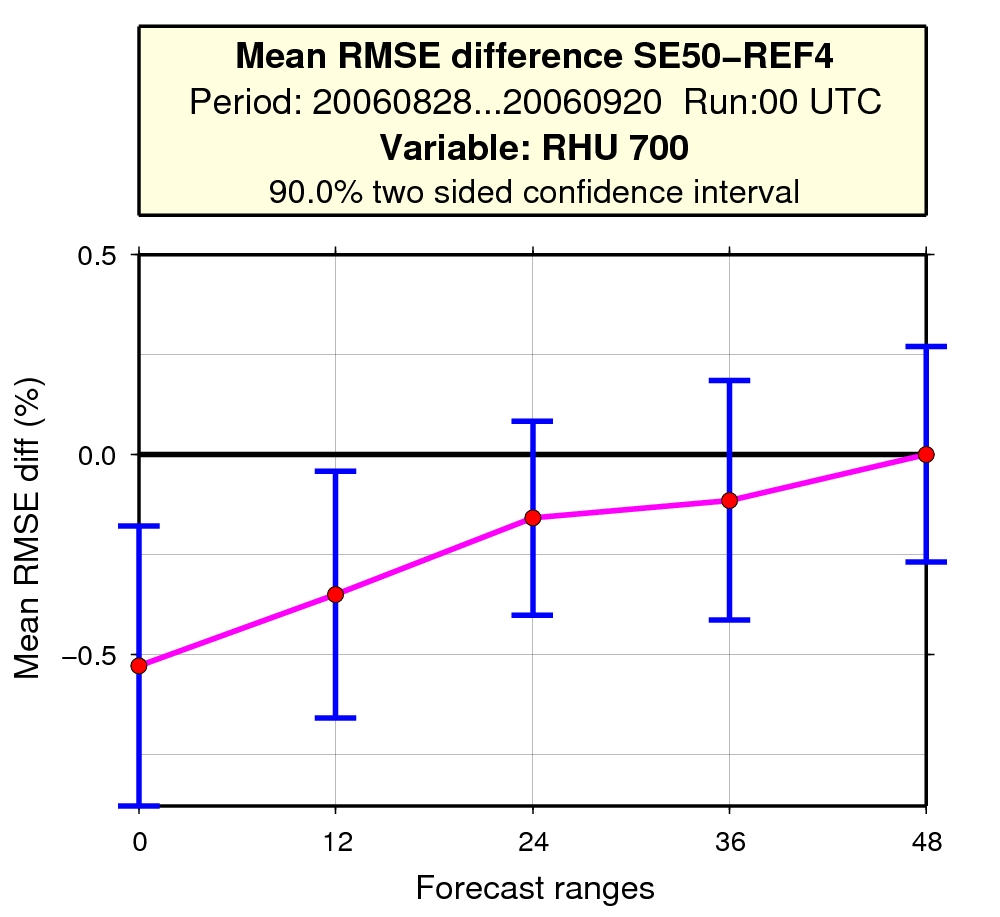 Mean RMSE difference SE50−REF4
Period: 20060828...20060920 Run:00 UTC
Variable: RHU 700
90.0% two sided confidence interval
0.5
0.0
−0.5
Mean RMSE diff (%)
0 12 24 36 48
Forecast ranges